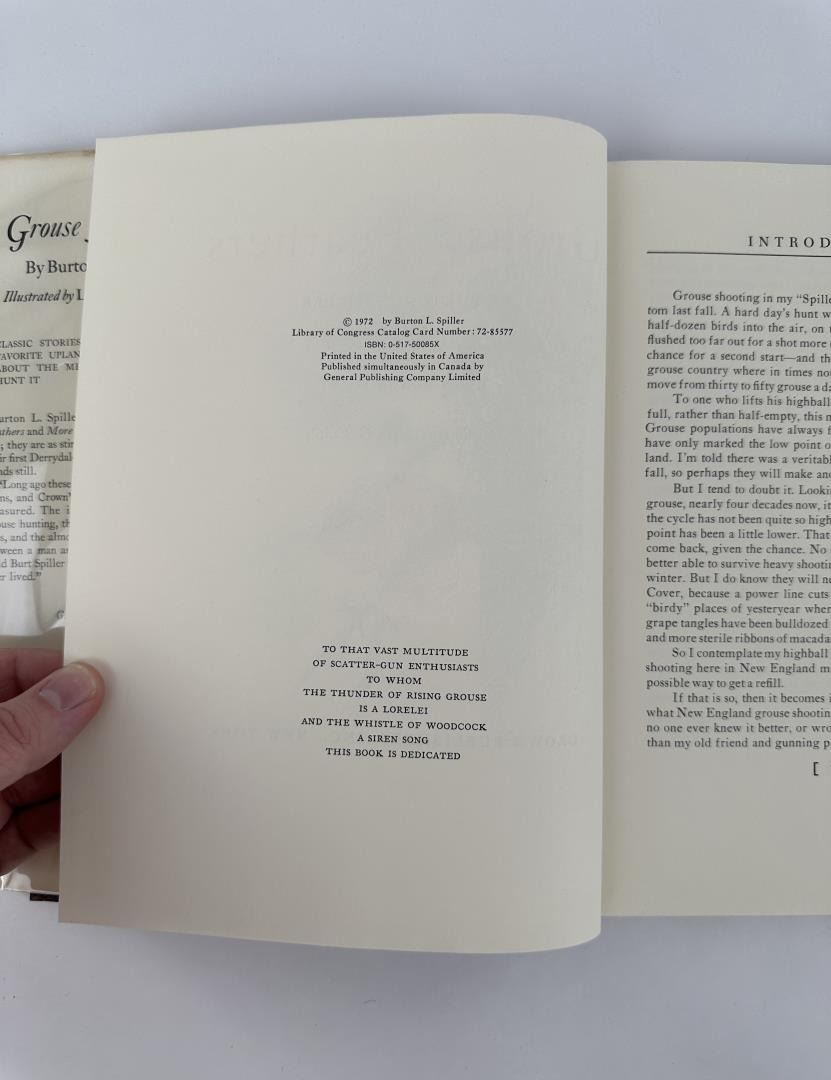 Grouse
By Burto
Illustrated by L
CLASSIC STORIES
FAVORITE UPLAN
ABOUT THE ME
HUNT IT
urton L. Spille
thers and More
; they are as stir
ir first Derrydal
nds still.
"Long ago these
ns, and Crown'
asured. The i
ouse hunting, th
s, and the almo
ween a man a
d Burt Spiller
r lived."
G
© 1972 by Burton L. Spiller
Library of Congress Catalog Card Number: 72-85577
ISBN: 0-517-50085X
Printed in the United States of America
Published simultaneously in Canada by
General Publishing Company Limited
TO THAT VAST MULTITUDE
OF SCATTER-GUN ENTHUSIASTS
TO WHOM
THE THUNDER OF RISING GROUSE
IS A LORELEI
AND THE WHISTLE OF WOODCOCK
A SIREN SONG
THIS BOOK IS DEDICATED
INTROD
Grouse shooting in my "Spille
tom last fall. A hard day's hunt w
half-dozen birds into the air, on
flushed too far out for a shot more
chance for a second start—and th
grouse country where in times no
move from thirty to fifty grouse a da
To one who lifts his highball
full, rather than half-empty, this m
Grouse populations have always f
have only marked the low point o
land. I'm told there was a veritabl
fall, so perhaps they will make ano
But I tend to doubt it. Looki
grouse, nearly four decades now, it
the cycle has not been quite so high
point has been a little lower. That
come back, given the chance. No
better able to survive heavy shootin
winter. But I do know they will ne
Cover, because a power line cuts
"birdy" places of yesteryear wher
grape tangles have been bulldozed
and more sterile ribbons of macada
So I contemplate my highball
shooting here in New England m
possible way to get a refill.
If that is so, then it becomes i
what New England grouse shootin
no one ever knew it better, or wro
than my old friend and gunning p
[